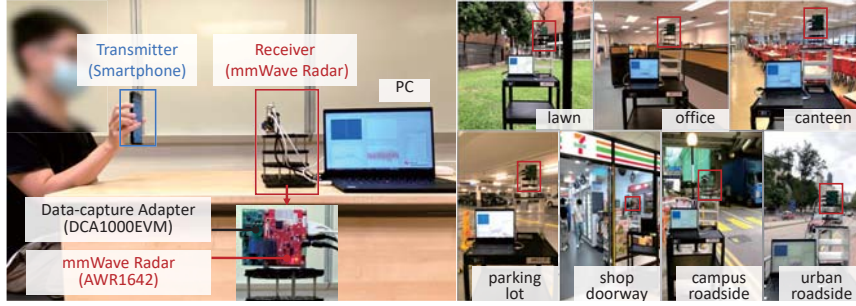 Transmitter
(Smartphone)
Receiver
(mmWave Radar)
PC
Data-capture Adapter
(DCA1000EVM)
mmWave Radar
(AWR1642)
lawn
office
canteen
parking
lot
shop
doorway
campus
roadside
urban
roadside